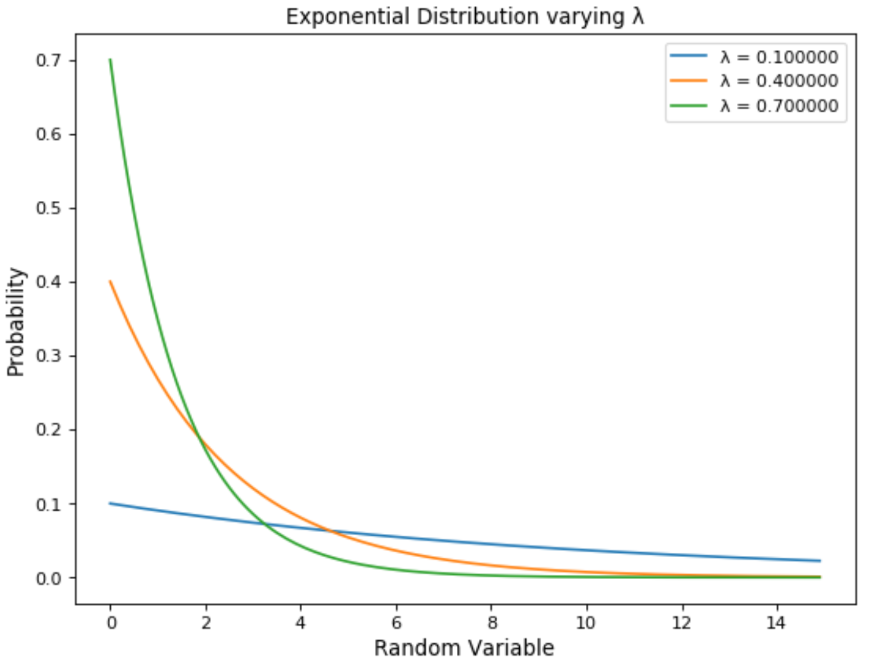 Exponential Distribution varying λ
λ = 0.100000
λ = 0.400000
λ = 0.700000
Probability
0.7
0.6
0.5
0.4
0.3
0.2
0.1
0.0
0 2 4 6 8 10 12 14
Random Variable